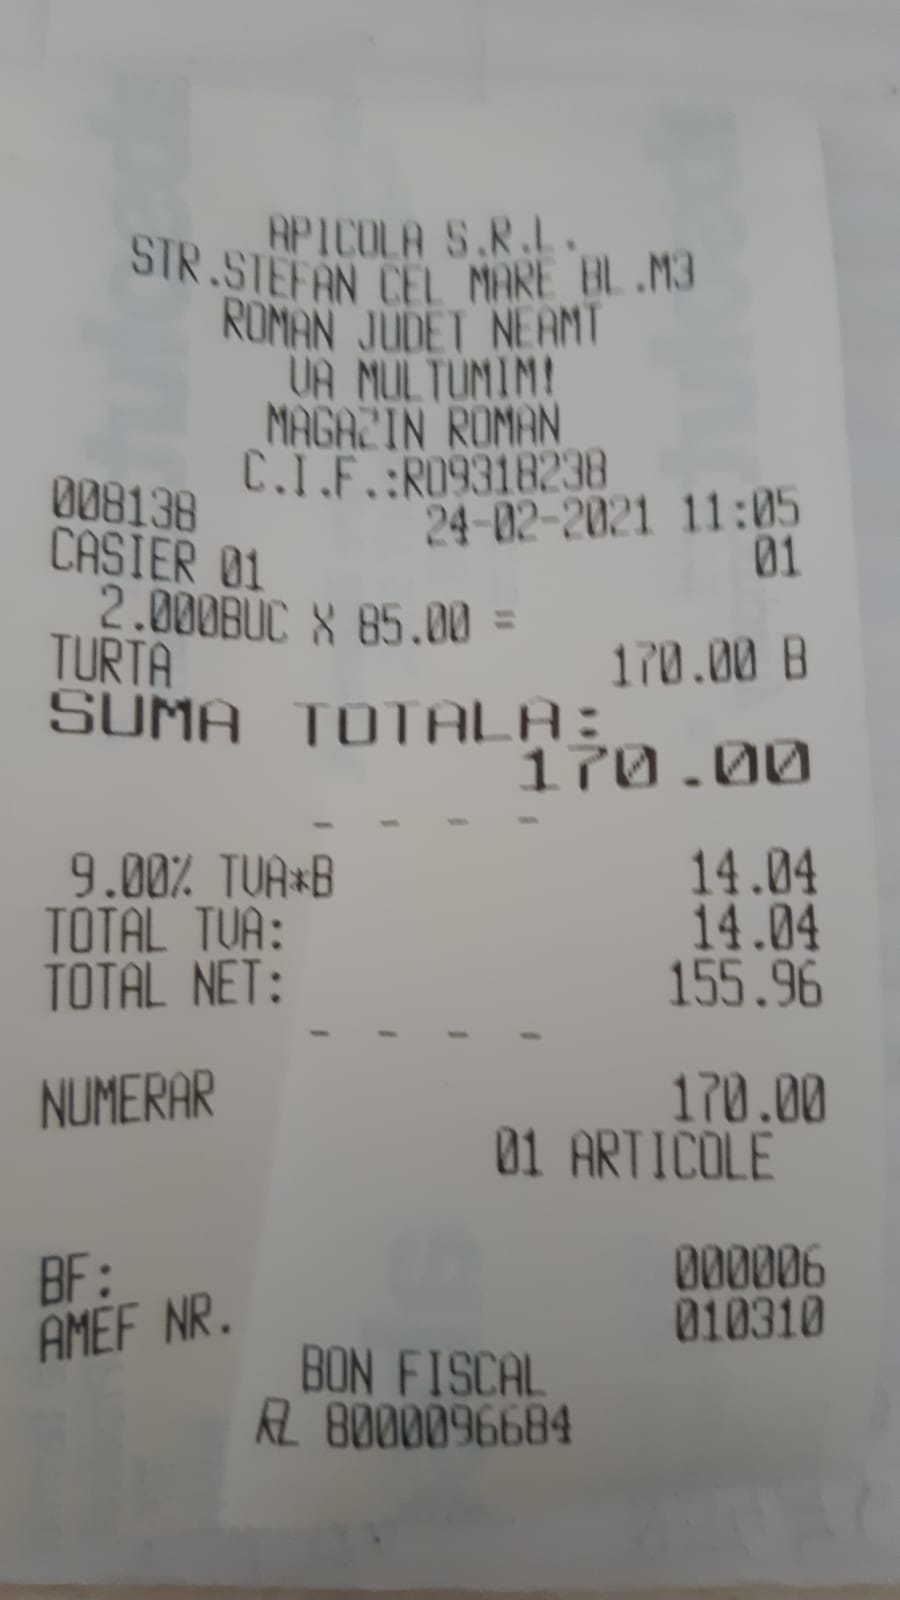 APICOLA S.R.L.
STR.STEFAN CEL MARE BL.M3
ROMAN JUDET NEAMT
VA MULTUMIM!
MAGAZIN ROMAN
C.I.F.:RO9318238
008138 24-02-2021 11:05
CASIER 01 01
2.000BUC X 85.00 =
TURTA 170.00 B
SUMA TOTALA:
170.00
- - - -
9.00% TVA*B 14.04
TOTAL TVA: 14.04
TOTAL NET: 155.96
- - - -
NUMERAR 170.00
01 ARTICOLE
BF: 000006
AMEF NR. 010310
BON FISCAL
8000096684